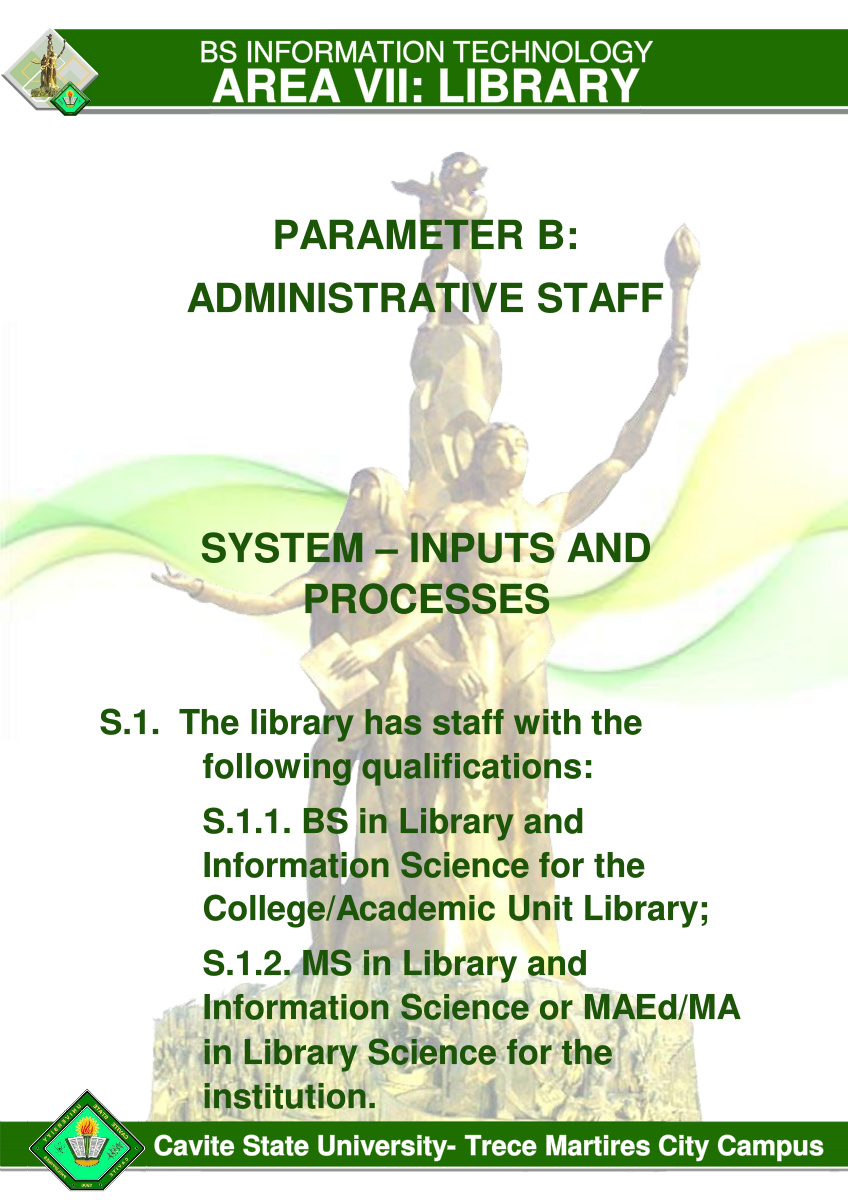 BS INFORMATION TECHNOLOGY
AREA VII: LIBRARY
PARAMETER B:
ADMINISTRATIVE STAFF
SYSTEM – INPUTS AND
PROCESSES
S.1. The library has staff with the
following qualifications:
S.1.1. BS in Library and
Information Science for the
College/Academic Unit Library;
S.1.2. MS in Library and
Information Science or MAEd/MA
in Library Science for the
institution.
Cavite State University- Trece Martires City Campus